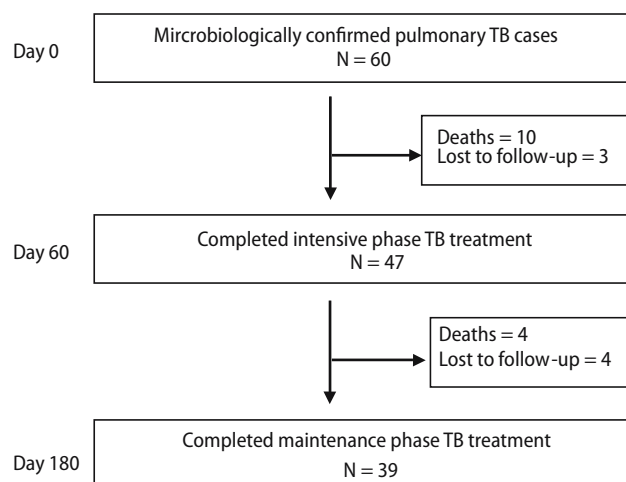 Day 0
Mircrobiologically confirmed pulmonary TB cases
N = 60
Deaths = 10
Lost to follow-up = 3
Day 60
Completed intensive phase TB treatment
N = 47
Deaths = 4
Lost to follow-up = 4
Day 180
Completed maintenance phase TB treatment
N = 39